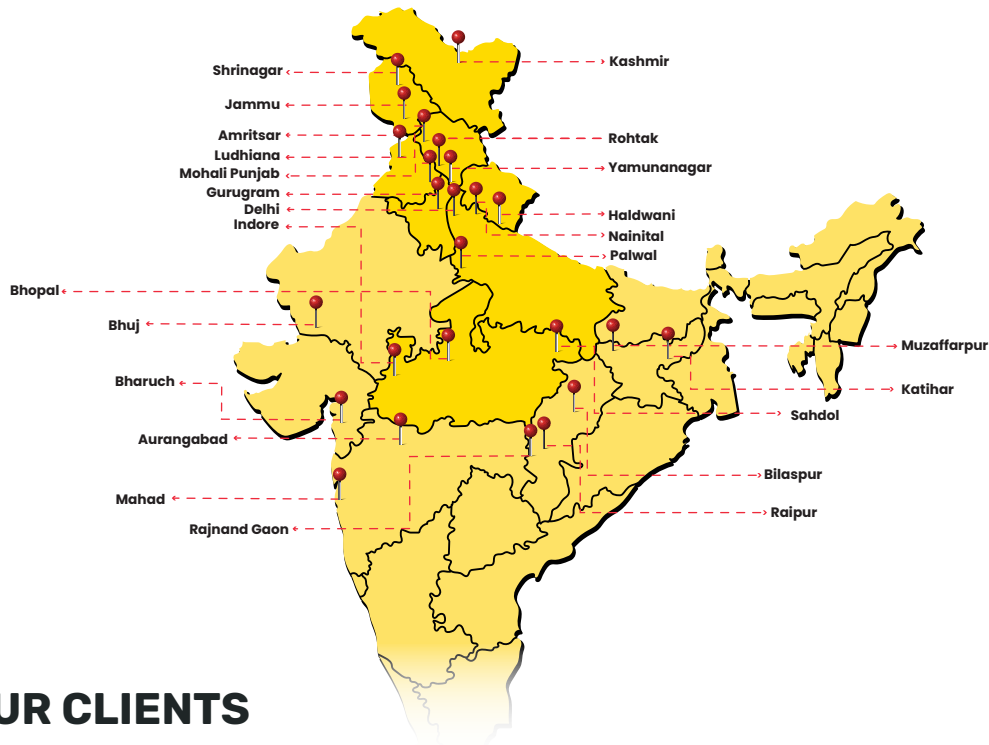 Kashmir
Shrinagar
Jammu
Amritsar
Rohtak
Ludhiana
Yamunanagar
Mohali Punjab
Gurugram
Delhi
Haldwani
Indore
Nainital
Palwal
Bhopal
Bhuj
Muzaffarpur
Bharuch
Katihar
Sahdol
Aurangabad
Bilaspur
Mahad
Raipur
Rajnand Gaon
UR CLIENTS